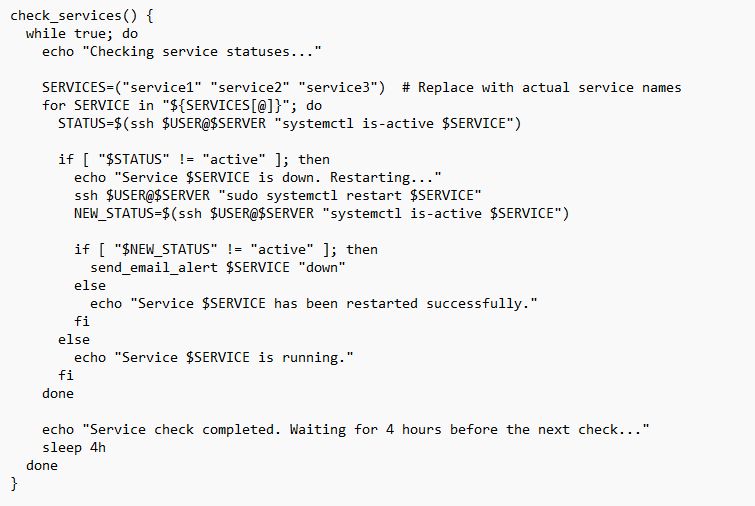 check_services() {
  while true; do
    echo "Checking service statuses..."

    SERVICES=("service1" "service2" "service3")  # Replace with actual service names
    for SERVICE in "${SERVICES[@]}"; do
      STATUS=$(ssh $USER@$SERVER "systemctl is-active $SERVICE")

      if [ "$STATUS" != "active" ]; then
        echo "Service $SERVICE is down. Restarting..."
        ssh $USER@$SERVER "sudo systemctl restart $SERVICE"
        NEW_STATUS=$(ssh $USER@$SERVER "systemctl is-active $SERVICE")

        if [ "$NEW_STATUS" != "active" ]; then
          send_email_alert $SERVICE "down"
        else
          echo "Service $SERVICE has been restarted successfully."
        fi
      else
        echo "Service $SERVICE is running."
      fi
    done

    echo "Service check completed. Waiting for 4 hours before the next check..."
    sleep 4h
  done
}